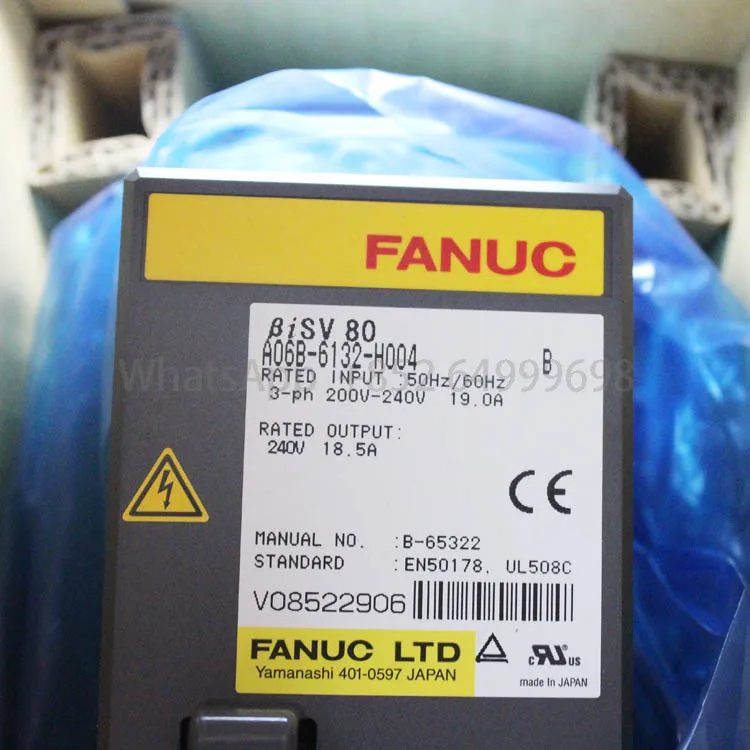 FANUC
βiSV 80
A06B-6132-H004 B
RATED INPUT :50Hz/60Hz
3-ph 200V-240V 19.0A
RATED OUTPUT:
240V 18.5A
CE
MANUAL NO. :B-65322
STANDARD :EN50178, UL508C
V08522906
FANUC LTD
Yamanashi 401-0597 JAPAN
c UR US
made in JAPAN